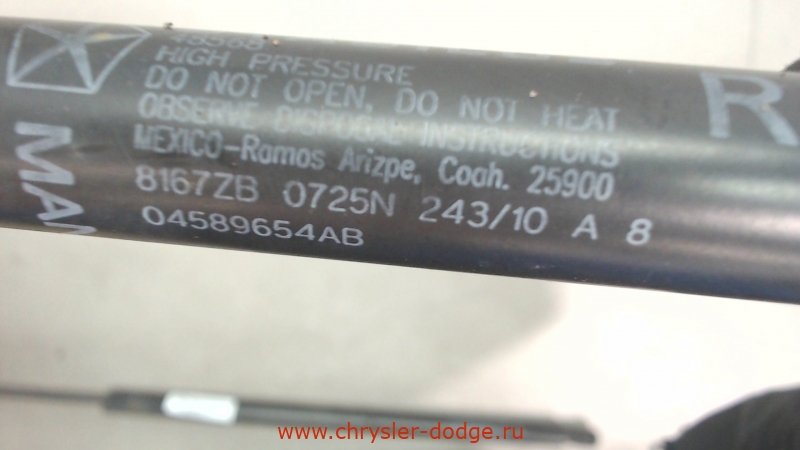 HIGH PRESSURE
DO NOT OPEN, DO NOT HEAT
OBSERVE DISPOSAL INSTRUCTIONS
MEXICO-Ramos Arizpe, Coah. 25900
8167ZB 0725N 243/10 A 8
04589654AB
R
MAN
www.chrysler-dodge.ru